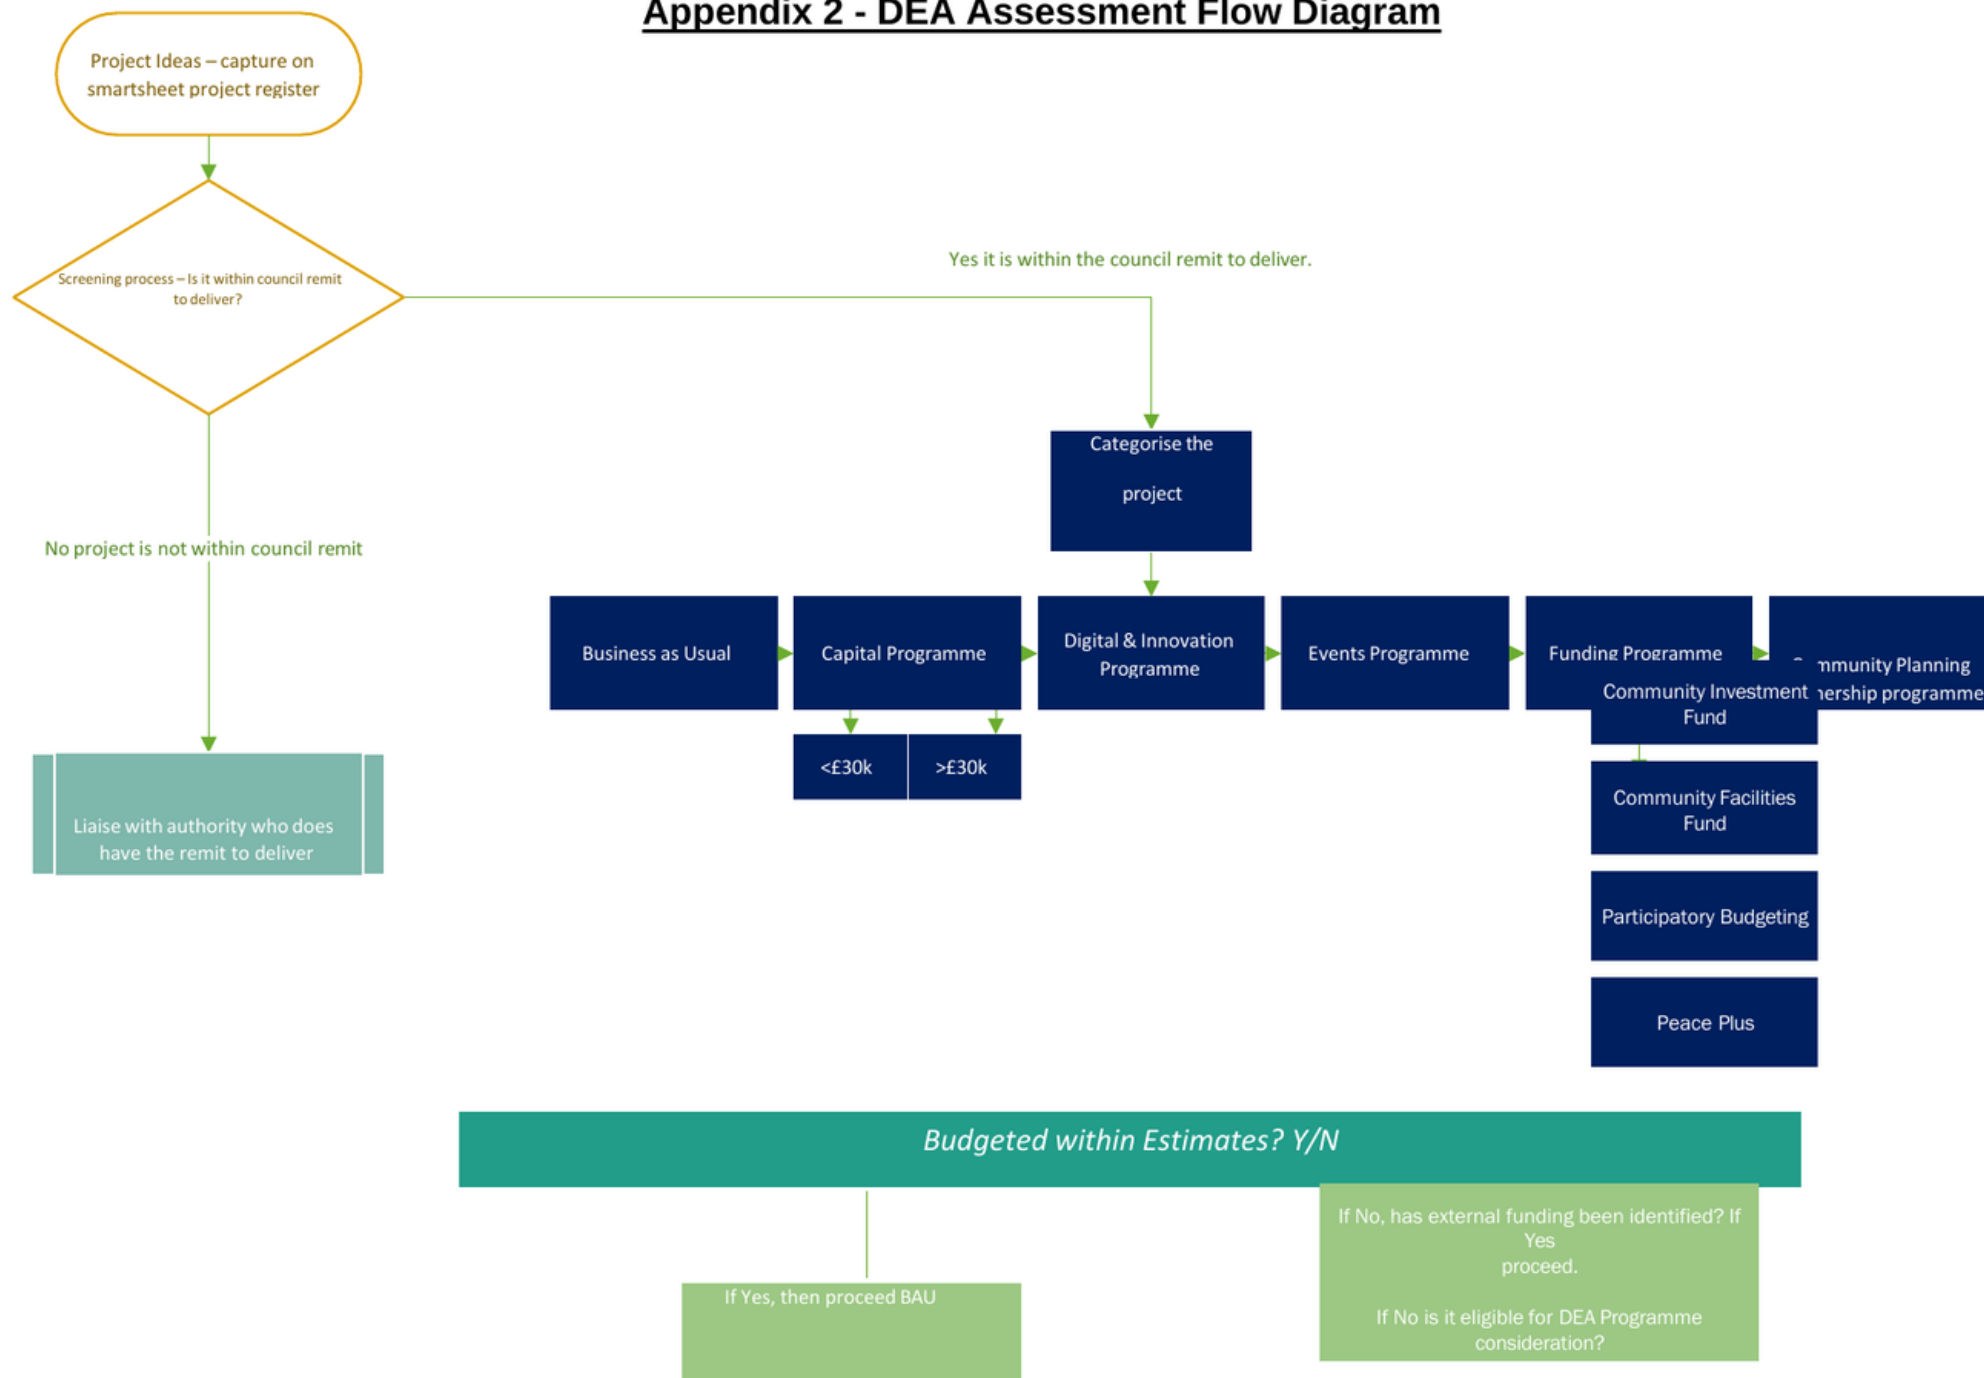 Appendix 2 - DEA Assessment Flow Diagram
Project Ideas – capture on
smartsheet project register
Screening process – Is it within council remit
to deliver?
Yes it is within the council remit to deliver.
Categorise the
project
No project is not within council remit
Liaise with authority who does
have the remit to deliver
Business as Usual
Capital Programme
Digital & Innovation
Programme
Events Programme
Funding Programme
Planning
programme
<£30k
>£30k
Community Investment
Fund
Community Facilities
Fund
Participatory Budgeting
Peace Plus
Budgeted within Estimates? Y/N
If Yes, then proceed BAU
If No, has external funding been identified? If
Yes
proceed.
If No is it eligible for DEA Programme
consideration?